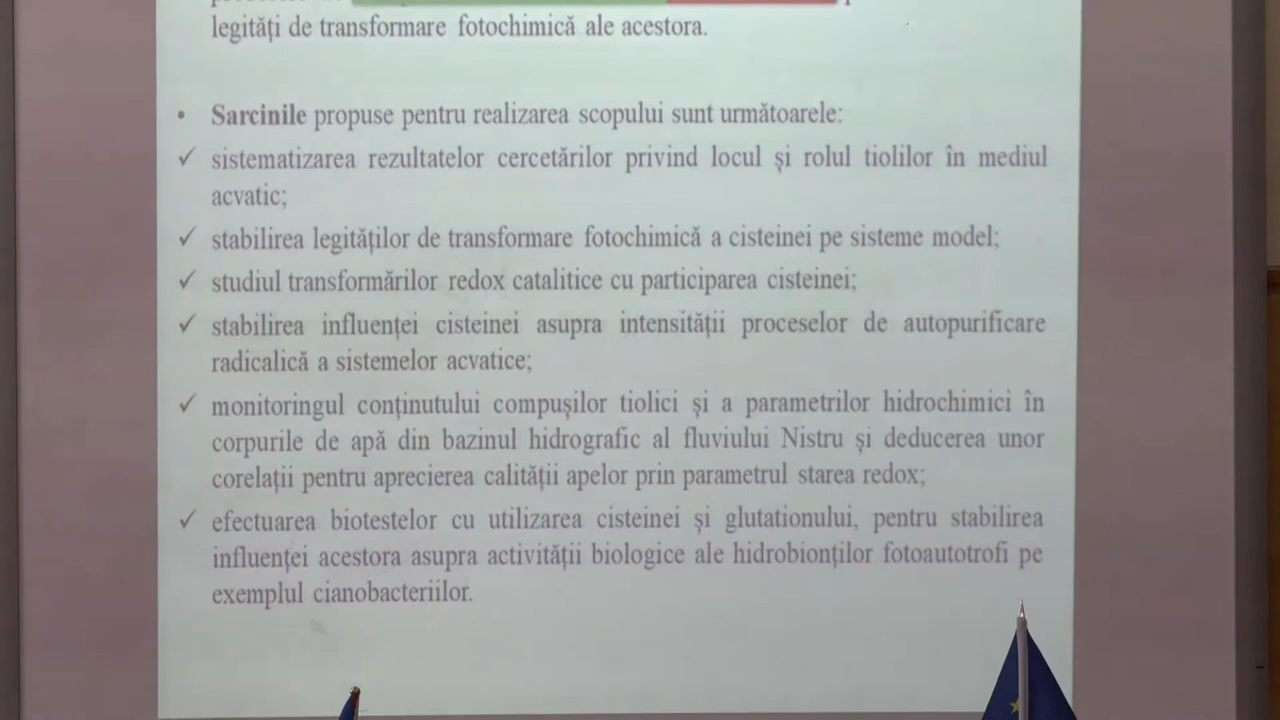 legități de transformare fotochimică ale acestora.
• Sarcinile propuse pentru realizarea scopului sunt următoarele:
✓ sistematizarea rezultatelor cercetărilor privind locul și rolul tiolilor în mediul
acvatic;
✓ stabilirea legităților de transformare fotochimică a cisteinei pe sisteme model;
✓ studiul transformărilor redox catalitice cu participarea cisteinei;
✓ stabilirea influenței cisteinei asupra intensității proceselor de autopurificare
radicalică a sistemelor acvatice;
✓ monitoringul conținutului compușilor tiolici și a parametrilor hidrochimici în
corpurile de apă din bazinul hidrografic al fluviului Nistru și deducerea unor
corelații pentru aprecierea calității apelor prin parametrul starea redox;
✓ efectuarea biotestelor cu utilizarea cisteinei și glutationului, pentru stabilirea
influenței acestora asupra activității biologice ale hidrobionților fotoautotrofi pe
exemplul cianobacteriilor.